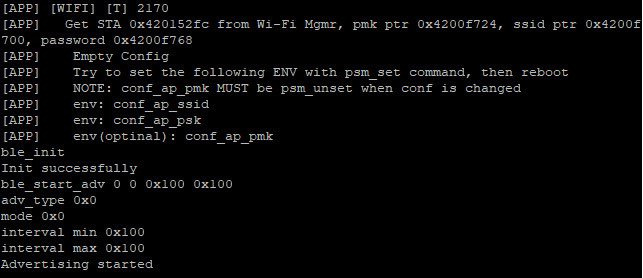 [APP] [WIFI] [T] 2170
[APP]   Get STA 0x420152fc from Wi-Fi Mgmr, pmk ptr 0x4200f724, ssid ptr 0x4200f
700, password 0x4200f768
[APP]    Empty Config
[APP]    Try to set the following ENV with psm_set command, then reboot
[APP]    NOTE: conf_ap_pmk MUST be psm_unset when conf is changed
[APP]    env: conf_ap_ssid
[APP]    env: conf_ap_psk
[APP]    env(optinal): conf_ap_pmk
ble_init
Init successfully
ble_start_adv 0 0 0x100 0x100
adv_type 0x0
mode 0x0
interval min 0x100
interval max 0x100
Advertising started